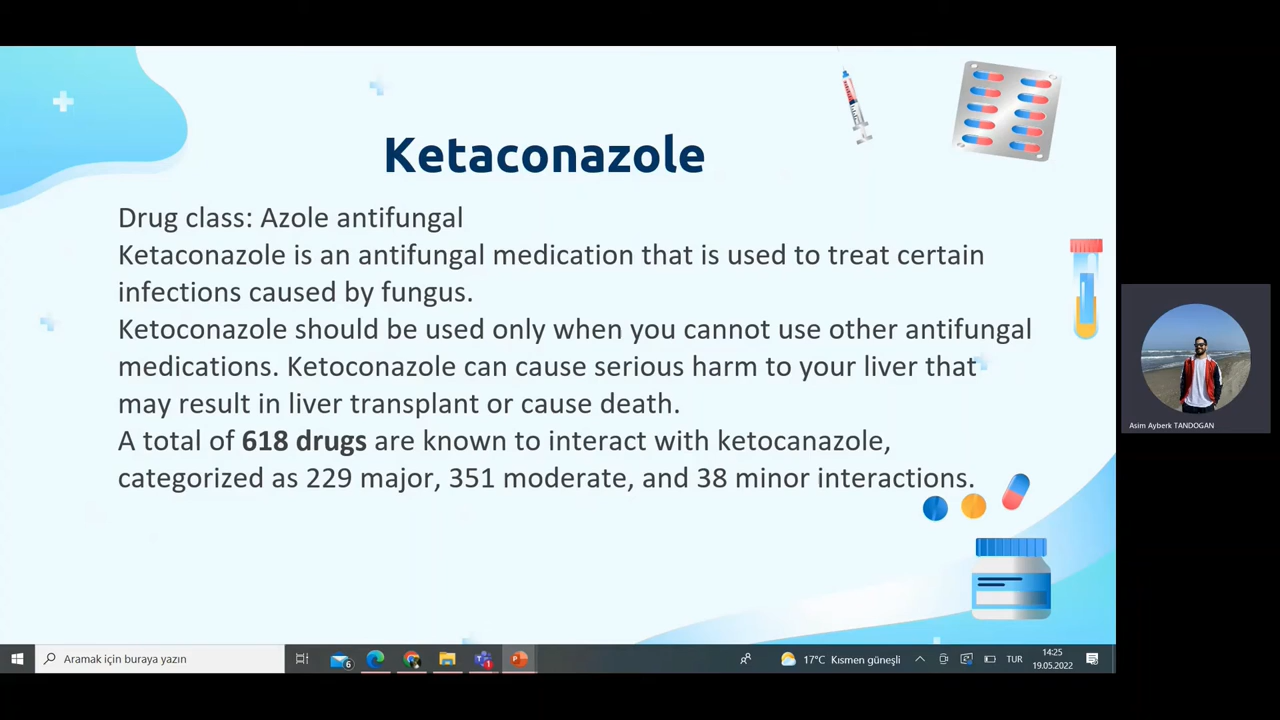 Ketaconazole
Drug class: Azole antifungal
Ketaconazole is an antifungal medication that is used to treat certain
infections caused by fungus.
Ketoconazole should be used only when you cannot use other antifungal
medications. Ketoconazole can cause serious harm to your liver that
may result in liver transplant or cause death.
A total of 618 drugs are known to interact with ketocanazole,
categorized as 229 major, 351 moderate, and 38 minor interactions.
Asim Ayberk TANDOGAN
Aramak için buraya yazın
6
1
17°C Kısmen güneşli
TUR
14:25
19.05.2022